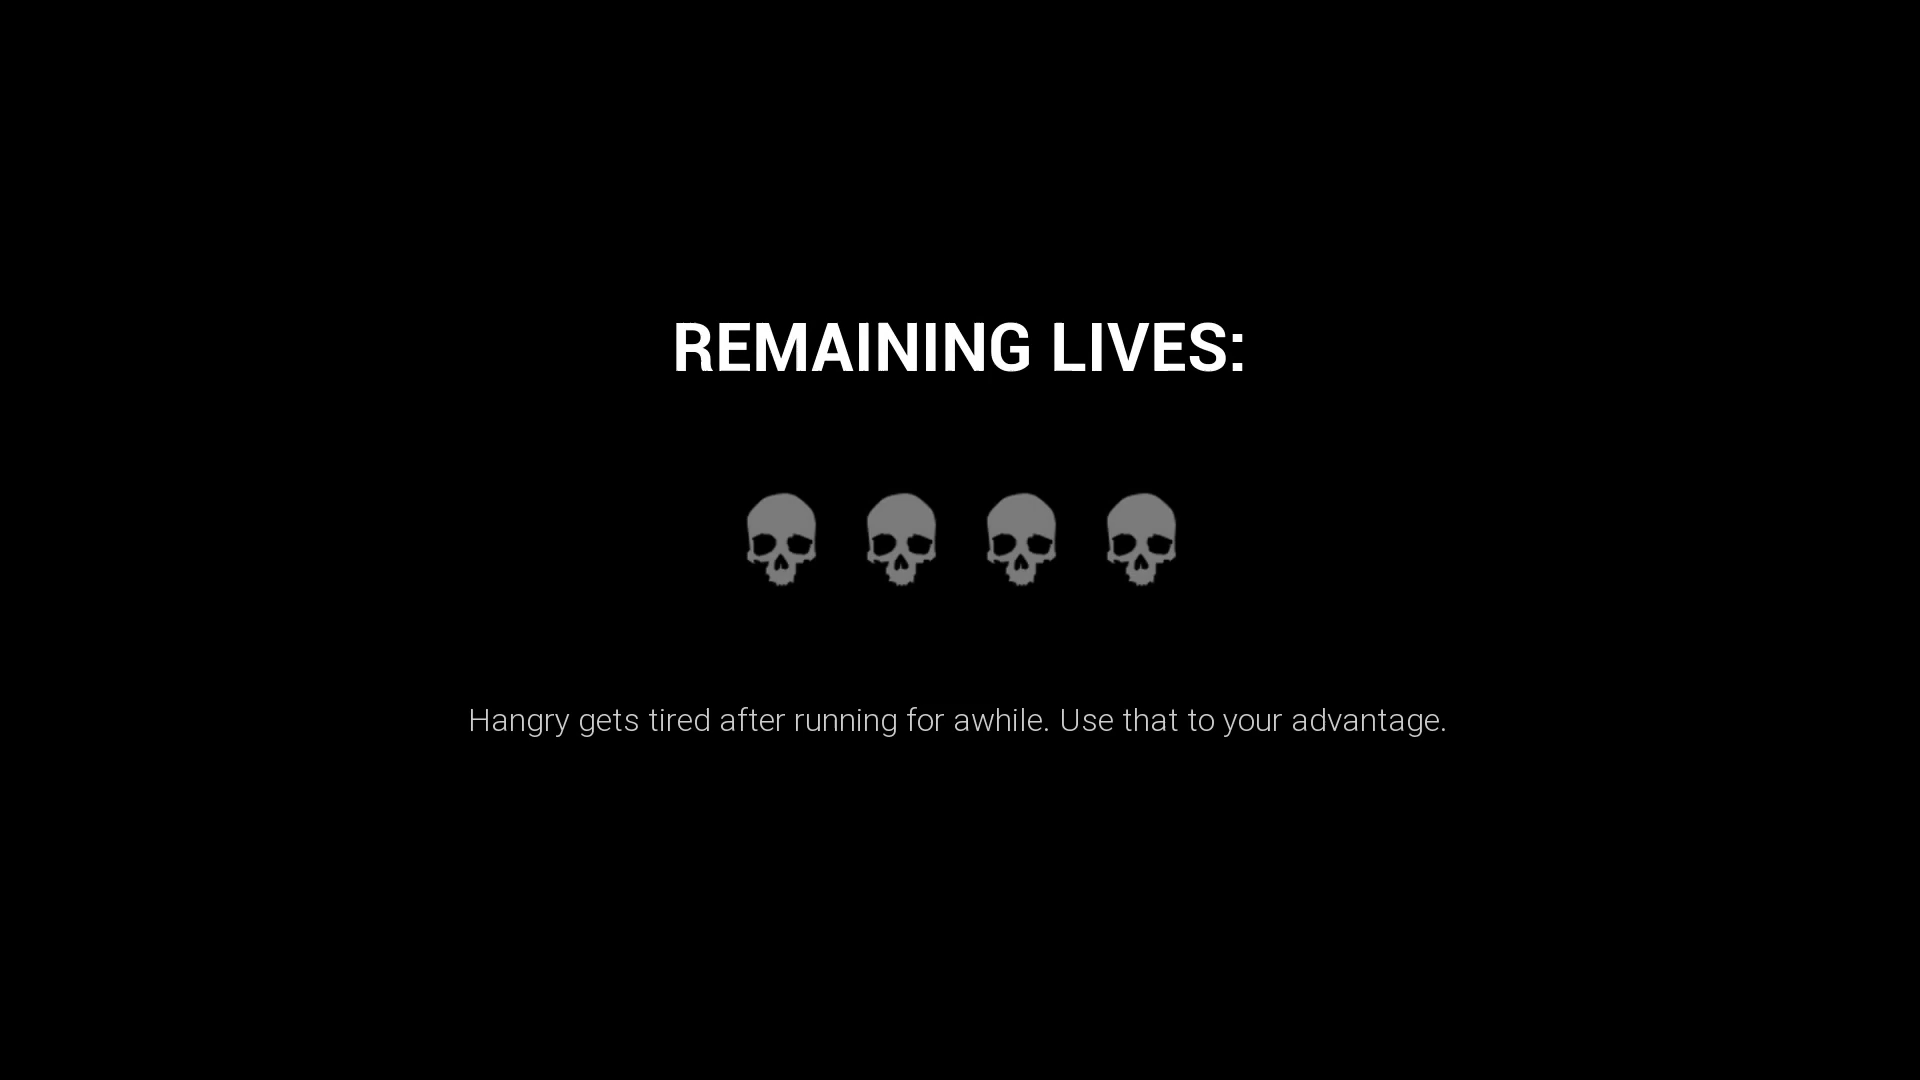 REMAINING LIVES:
Hangry gets tired after running for awhile. Use that to your advantage.